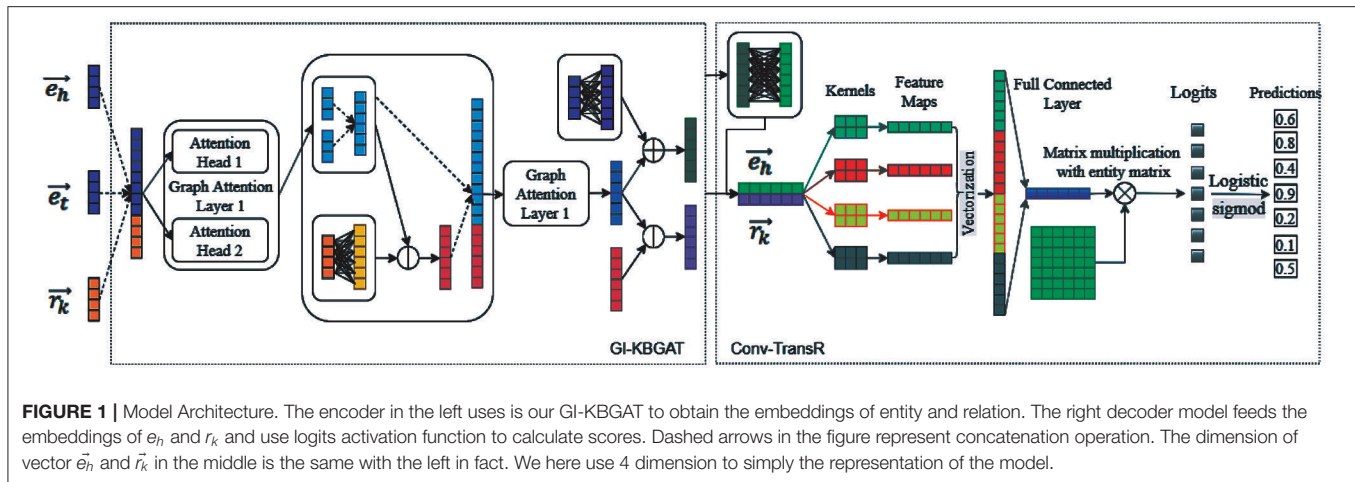 e_h
e_t
r_k
Attention
Head 1
Graph Attention
Layer 1
Attention
Head 2
Graph
Attention
Layer 1
GI-KBGAT
e_h
r_k
Kernels
Feature
Maps
Vectorization
Full Connected
Layer
Matrix multiplication
with entity matrix
Logits
Logistic
sigmod
Predictions
0.6
0.8
0.4
0.9
0.2
0.1
0.5
Conv-TransR
FIGURE 1 | Model Architecture. The encoder in the left uses is our GI-KBGAT to obtain the embeddings of entity and relation. The right decoder model feeds the
embeddings of e_h and r_k and use logits activation function to calculate scores. Dashed arrows in the figure represent concatenation operation. The dimension of
vector e⃗_h and r⃗_k in the middle is the same with the left in fact. We here use 4 dimension to simply the representation of the model.